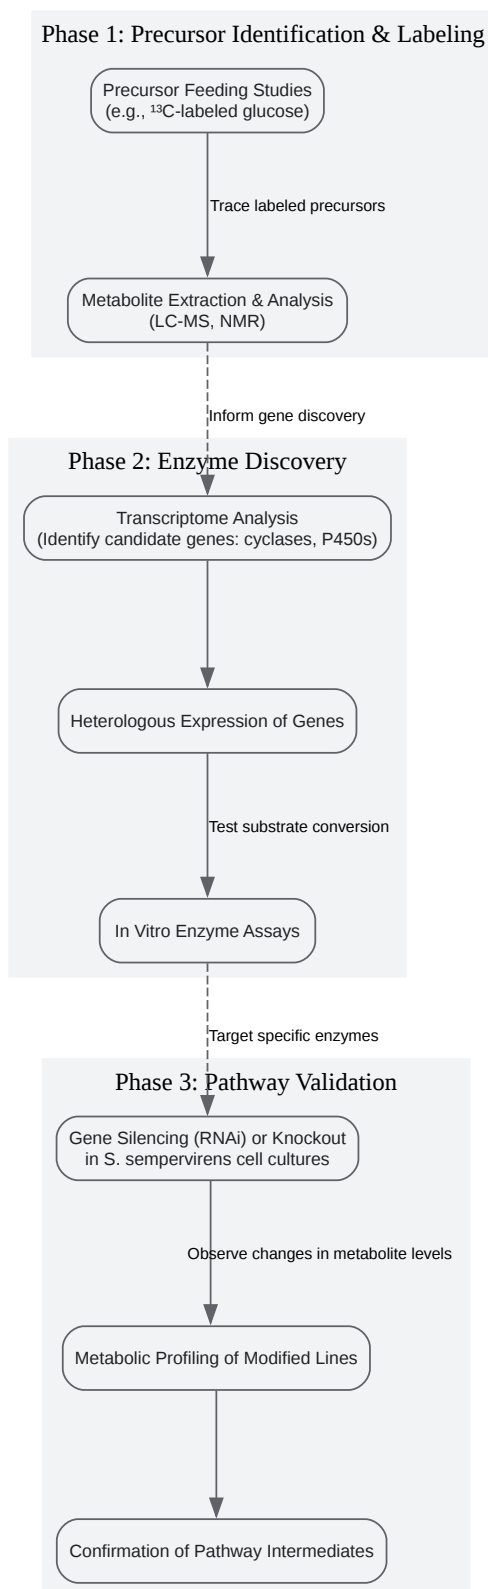 Phase 1: Precursor Identification & Labeling
Precursor Feeding Studies
(e.g., ¹³C-labeled glucose)
Trace labeled precursors
Metabolite Extraction & Analysis
(LC-MS, NMR)
Inform gene discovery
Phase 2: Enzyme Discovery
Transcriptome Analysis
(Identify candidate genes: cyclases, P450s)
Heterologous Expression of Genes
Test substrate conversion
In Vitro Enzyme Assays
Target specific enzymes
Phase 3: Pathway Validation
Gene Silencing (RNAi) or Knockout
in S. sempervirens cell cultures
Observe changes in metabolite levels
Metabolic Profiling of Modified Lines
Confirmation of Pathway Intermediates